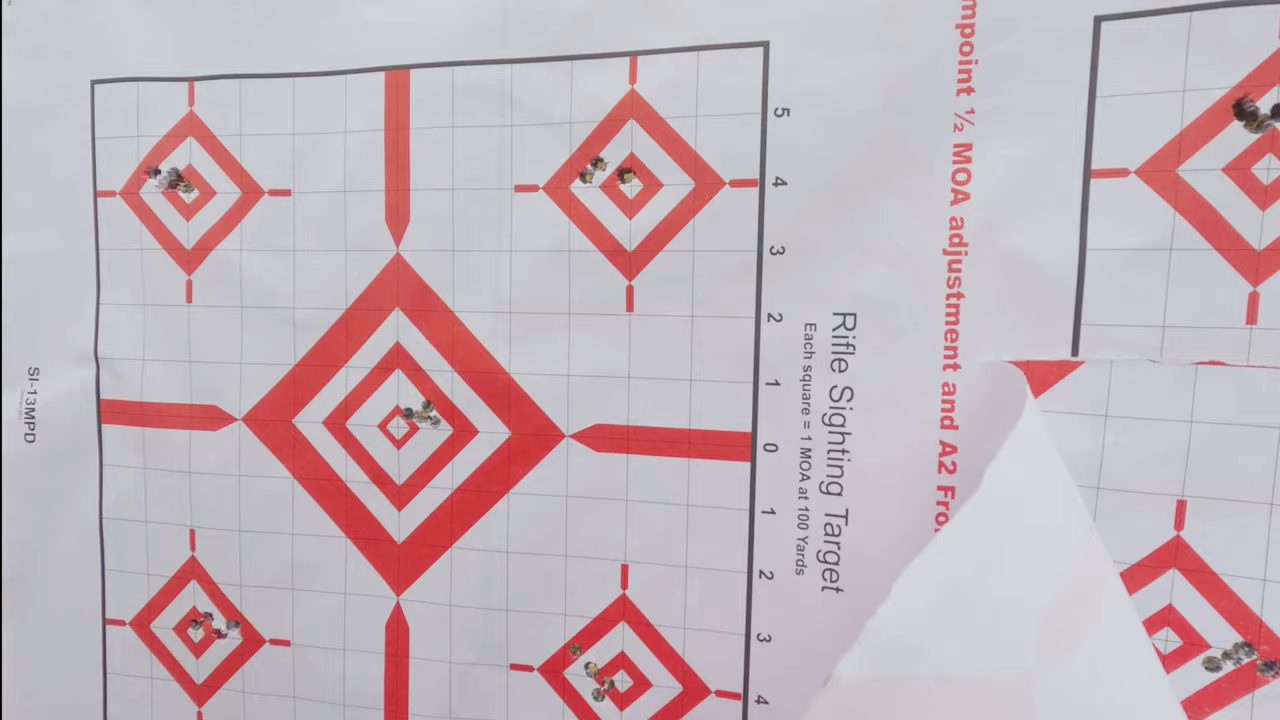 mpoint ½ MOA adjustment and A2 Fro
Rifle Sighting Target
Each square = 1 MOA at 100 Yards
5
4
3
2
1
0
1
2
3
4
SI-13MPD